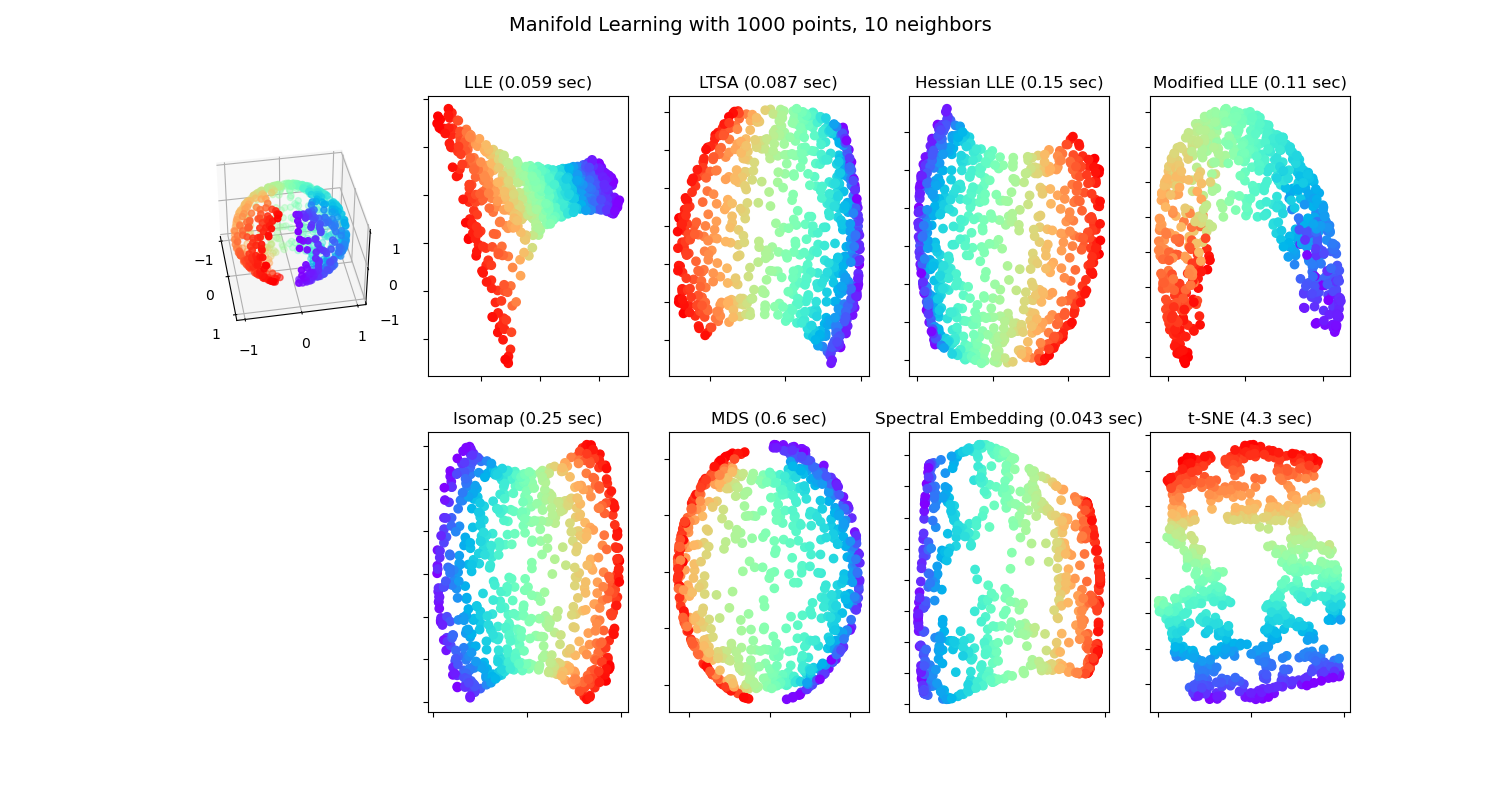 Manifold Learning with 1000 points, 10 neighbors
LLE (0.059 sec)
LTSA (0.087 sec)
Hessian LLE (0.15 sec)
Modified LLE (0.11 sec)
−1
0
1
−1
0
1
1
0
−1
Isomap (0.25 sec)
MDS (0.6 sec)
Spectral Embedding (0.043 sec)
t-SNE (4.3 sec)